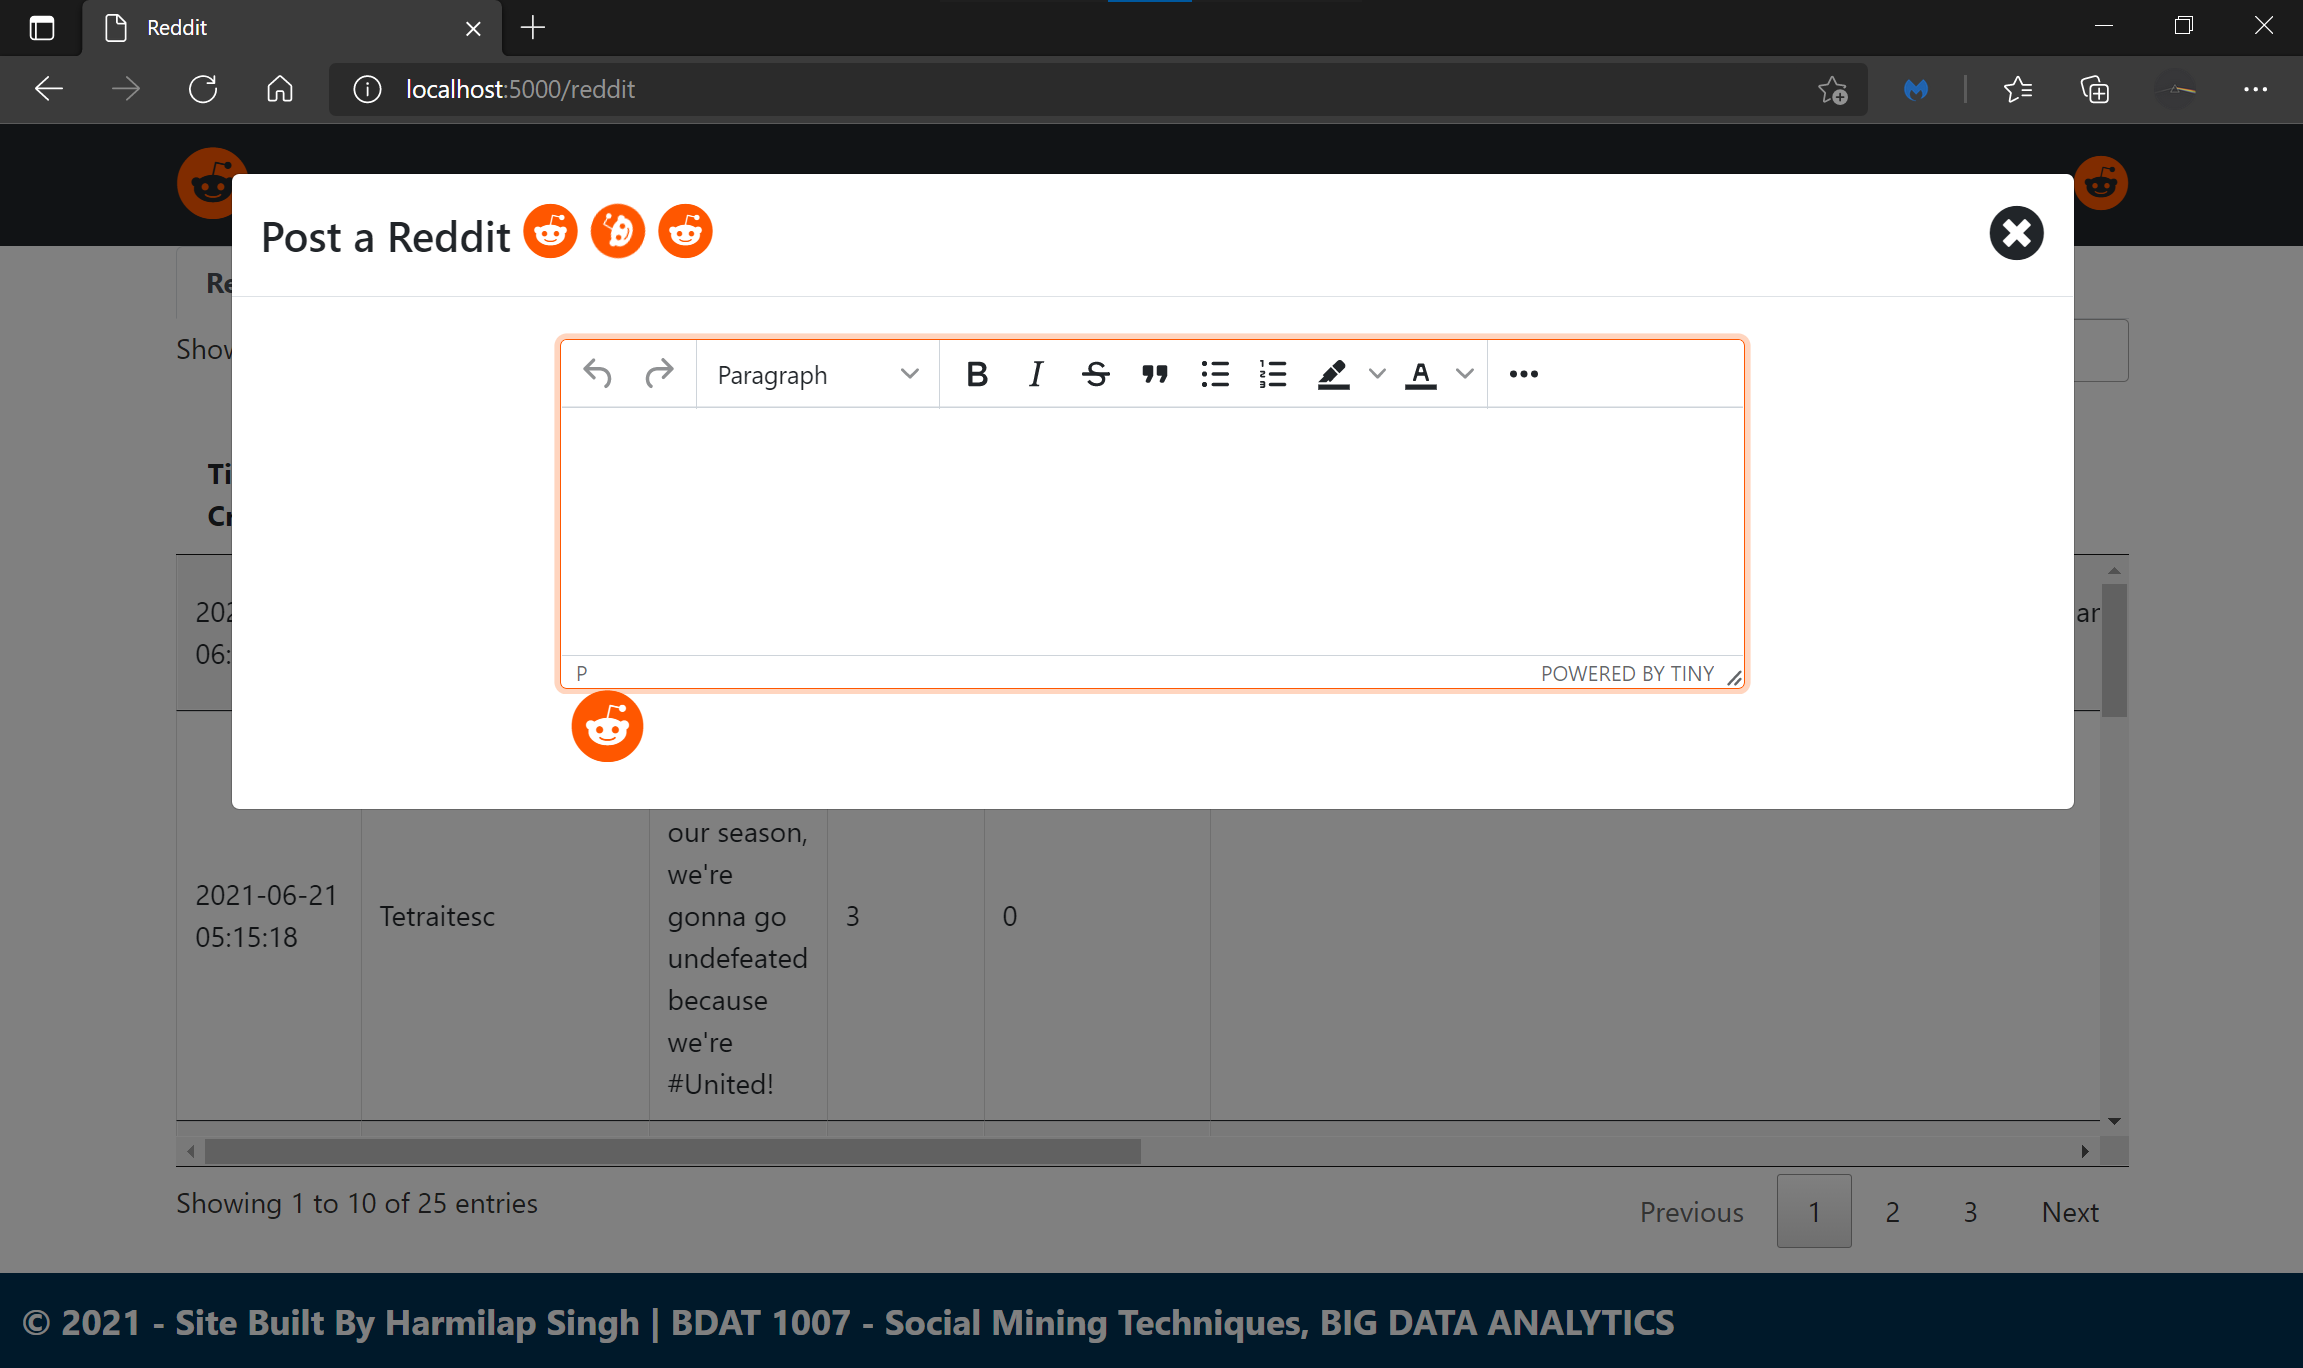 Reddit
localhost:5000/reddit
Post a Reddit
Re
Show
Paragraph
B I S
A
Ti
Cr
202
06:
ar
P
POWERED BY TINY
our season,
we're
gonna go
undefeated
because
we're
#United!
2021-06-21
05:15:18
Tetraitesc
3
0
Showing 1 to 10 of 25 entries
Previous 1 2 3 Next
© 2021 - Site Built By Harmilap Singh | BDAT 1007 - Social Mining Techniques, BIG DATA ANALYTICS